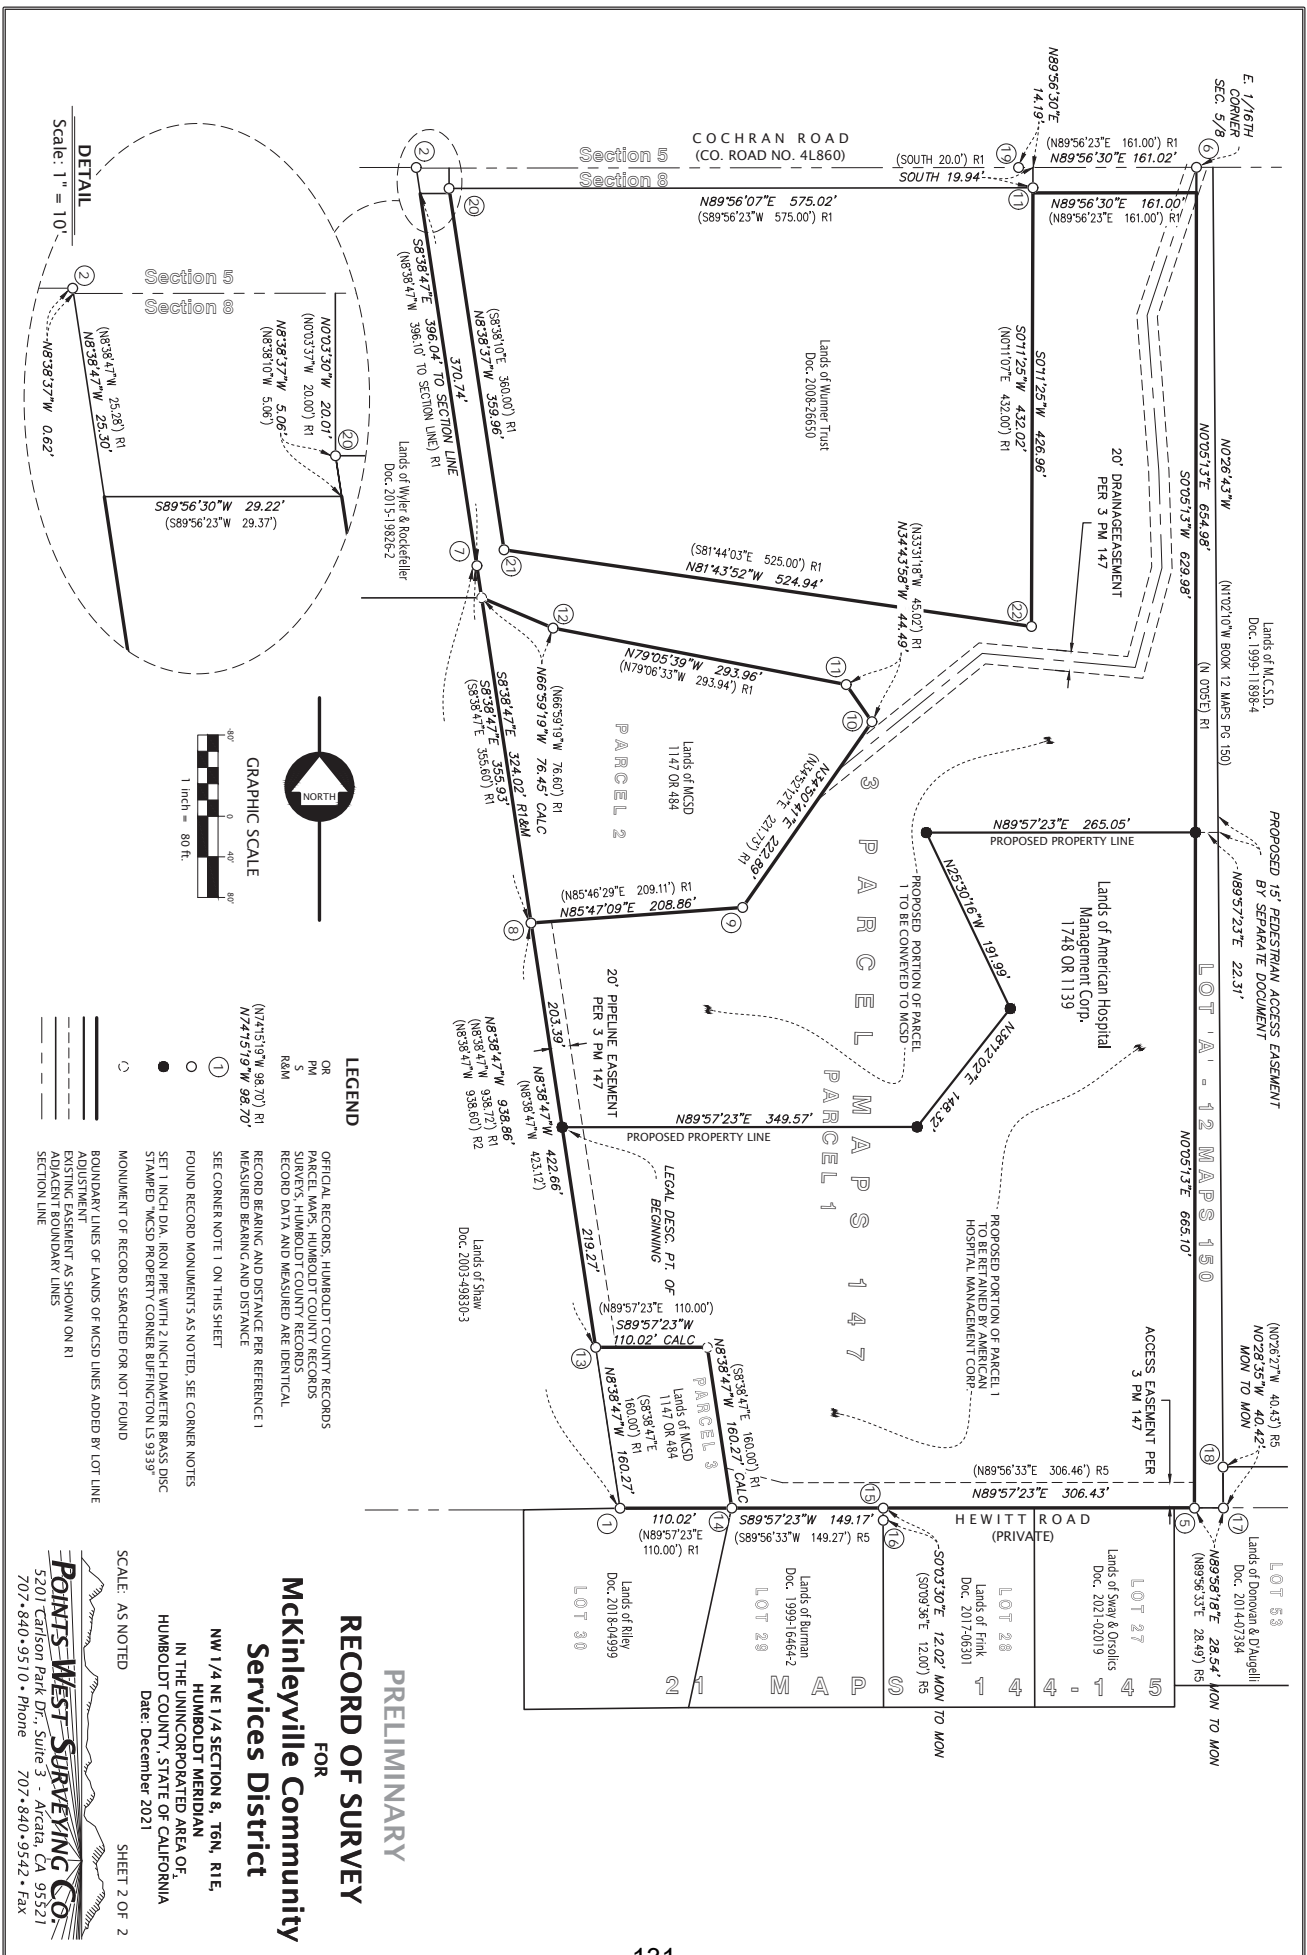 E. 1/16TH
CORNER
SEC. 5/8
6
N89°56'30"E
14.19'
19
(N89°56'23"E 161.00') R1
N89°56'30"E 161.02'
COCHRAN ROAD
(CO. ROAD NO. 4L860)
(SOUTH 20.0') R1
SOUTH 19.94'
11
N89°56'30"E 161.00'
(N89°56'23"E 161.00') R1
Section 5
Section 8
N89°56'07"E 575.02'
(S89°56'23"W 575.00') R1
2
20
S8°38'47"E 396.04' TO SECTION LINE
(N8°38'47"W 396.10' TO SECTION LINE) R1
370.74'
(S8°38'10"E 360.00') R1
N8°38'37"W 359.96'
DETAIL
Scale: 1" = 10'
2
Section 5
Section 8
N0°03'30"W 20.01'
(N0°03'37"W 20.00') R1
N8°38'37"W 5.06'
(N8°38'10"W 5.06')
20
(N8°38'47"W 25.28') R1
N8°38'47"W 25.30'
N8°38'37"W 0.62'
S89°56'30"W 29.22'
(S89°56'23"W 29.37')
Lands of Wunner Trust
Doc. 2008-26650
S0°11'25"W 426.96'
S0°11'25"W 432.02'
(N0°11'07"E 432.00') R1
20' DRAINAGEEASEMENT
PER 3 PM 147
N0°26'43"W
(N1°02'10"W BOOK 12 MAPS PG 150)
N0°05'13"E 654.98'
S0°05'13"W 629.98'
(N 0°05'E) R1
Lands of M.C.S.D.
Doc. 1999-11898-4
Lands of Wyler & Rockefeller
Doc. 2015-19826-2
7
21
(S81°44'03"E 525.00') R1
N81°43'52"W 524.94'
22
(N33°31'18"W 45.02') R1
N34°43'58"W 44.49'
12
N79°05'39"W 293.96'
(N79°06'33"W 293.94') R1
11
10
(N66°59'19"W 76.60') R1
N66°59'19"W 76.45' CALC
S8°38'47"E 324.02' R1&M
S8°38'47"E 355.93'
(S8°38'47"E 355.60') R1
PARCEL 2
Lands of MCSD
1147 OR 484
N34°50'41"E 222.89'
(N34°52'12"E 221.73') R1
3 PARCEL MAPS 147
PARCEL 1
PROPOSED PORTION OF PARCEL
1 TO BE CONVEYED TO MCSD
N89°57'23"E 265.05'
PROPOSED PROPERTY LINE
PROPOSED 15' PEDESTRIAN ACCESS EASEMENT
BY SEPARATE DOCUMENT
N89°57'23"E 22.31'
N25°30'16"W 191.99'
Lands of American Hospital
Management Corp.
1748 OR 1139
LOT 'A' - 12 MAPS 150
N38°12'02"E 148.32'
(N85°46'29"E 209.11') R1
N85°47'09"E 208.86'
8
9
20' PIPELINE EASEMENT
PER 3 PM 147
203.39'
N8°38'47"W 422.66'
(N8°38'47"W 423.12')
N8°38'47"W 938.86'
(N8°38'47"W 938.72') R1
(N8°38'47"W 938.60') R2
N89°57'23"E 349.57'
PROPOSED PROPERTY LINE
LEGAL DESC. PT. OF
BEGINNING
219.27'
Lands of Shaw
Doc. 2003-49830-3
(N89°57'23"E 110.00')
S89°57'23"W
110.02' CALC
13
N8°38'47"W 160.27'
(S8°38'47"E
160.00') R1
(S8°38'47"E 160.00') R1
N8°38'47"W 160.27' CALC
PARCEL 3
Lands of MCSD
1147 OR 484
PROPOSED PORTION OF PARCEL 1
TO BE RETAINED BY AMERICAN
HOSPITAL MANAGEMENT CORP.
ACCESS EASEMENT PER
3 PM 147
N0°05'13"E 665.10'
(N0°26'27"W 40.43') R5
N0°28'35"W 40.42'
MON TO MON
18
17
5
(N89°56'33"E 306.46') R5
N89°57'23"E 306.43'
HEWITT ROAD
(PRIVATE)
15
16
14
1
S89°57'23"W 149.17'
(S89°56'33"W 149.27') R5
110.02'
(N89°57'23"E
110.00') R1
S0°03'30"E 12.02' MON TO MON
(S0°09'36"E 12.00') R5
N89°58'18"E 28.54' MON TO MON
(N89°56'33"E 28.49') R5
LOT 53
Lands of Donovan & D'Augelli
Doc. 2014-07384
LOT 27
Lands of Sway & Orsolics
Doc. 2021-02019
LOT 28
Lands of Frink
Doc. 2017-06301
LOT 29
Lands of Burman
Doc. 1999-16464-2
LOT 30
Lands of Riley
Doc. 2018-04999
21 MAPS 144-145
NORTH
GRAPHIC SCALE
80' 0 40' 80'
1 inch = 80 ft.
LEGEND
OR OFFICIAL RECORDS, HUMBOLDT COUNTY RECORDS
PM PARCEL MAPS, HUMBOLDT COUNTY RECORDS
S SURVEYS, HUMBOLDT COUNTY RECORDS
R&M RECORD DATA AND MEASURED ARE IDENTICAL
(N74°15'19"W 98.70') R1 RECORD BEARING AND DISTANCE PER REFERENCE 1
N74°15'19"W 98.70' MEASURED BEARING AND DISTANCE
1 SEE CORNER NOTE 1 ON THIS SHEET
FOUND RECORD MONUMENTS AS NOTED, SEE CORNER NOTES
SET 1 INCH DIA. IRON PIPE WITH 2 INCH DIAMETER BRASS DISC
STAMPED "MCSD PROPERTY CORNER BUFFINGTON LS 9339"
MONUMENT OF RECORD SEARCHED FOR NOT FOUND
BOUNDARY LINES OF LANDS OF MCSD LINES ADDED BY LOT LINE
ADJUSTMENT
EXISTING EASEMENT AS SHOWN ON R1
ADJACENT BOUNDARY LINES
SECTION LINE
PRELIMINARY
RECORD OF SURVEY
FOR
McKinleyville Community
Services District
NW 1/4 NE 1/4 SECTION 8, T6N, R1E,
HUMBOLDT MERIDIAN
IN THE UNINCORPORATED AREA OF,
HUMBOLDT COUNTY, STATE OF CALIFORNIA
Date: December 2021
SCALE: AS NOTED SHEET 2 OF 2
POINTS WEST SURVEYING CO.
5201 Carlson Park Dr., Suite 3 - Arcata, CA 95521
707•840•9510 • Phone 707•840•9542 • Fax